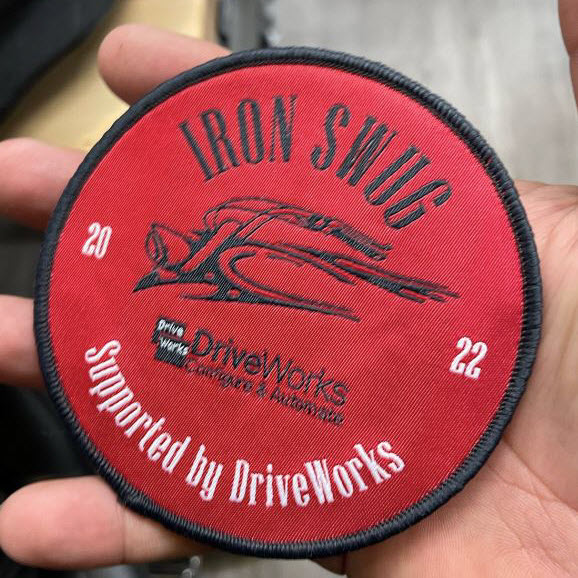 IRON SWUG
20
22
Drive
Works
DriveWorks
Configure & Automate
Supported by DriveWorks